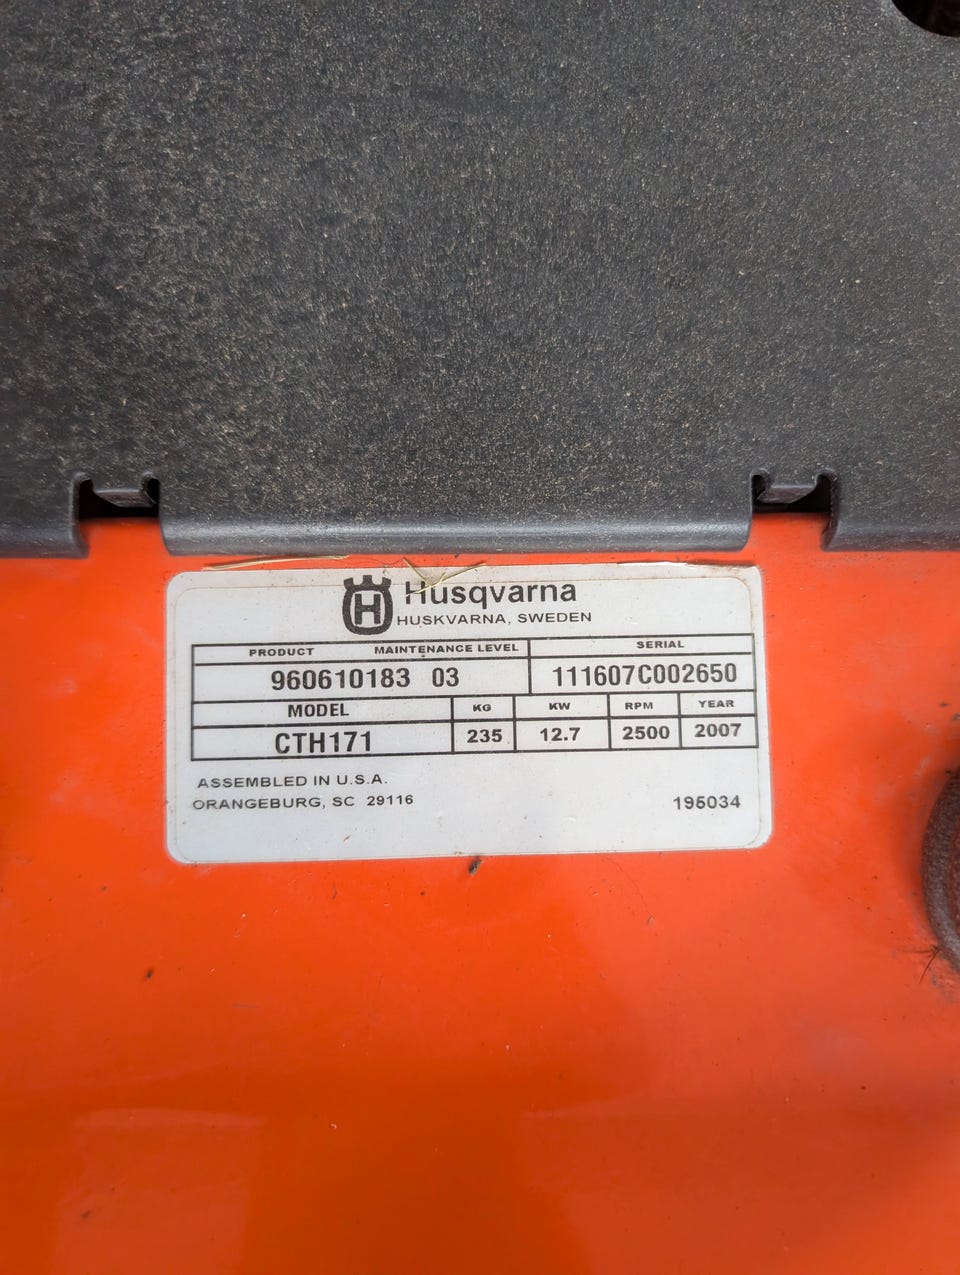 H Husqvarna
HUSKVARNA, SWEDEN
PRODUCT MAINTENANCE LEVEL SERIAL
960610183 03 111607C002650
MODEL KG KW RPM YEAR
CTH171 235 12.7 2500 2007
ASSEMBLED IN U.S.A.
ORANGEBURG, SC 29116 195034